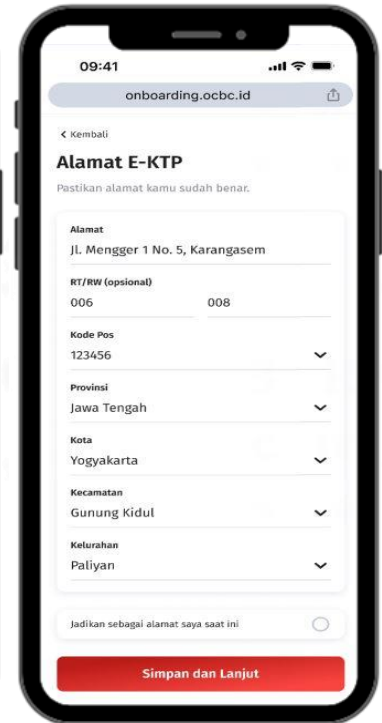 09:41
onboarding.ocbc.id
Kembali
Alamat E-KTP
Pastikan alamat kamu sudah benar.
Alamat
Jl. Mengger 1 No. 5, Karangasem
RT/RW (opsional)
006 008
Kode Pos
123456
Provinsi
Jawa Tengah
Kota
Yogyakarta
Kecamatan
Gunung Kidul
Kelurahan
Paliyan
Jadikan sebagai alamat saya saat ini
Simpan dan Lanjut